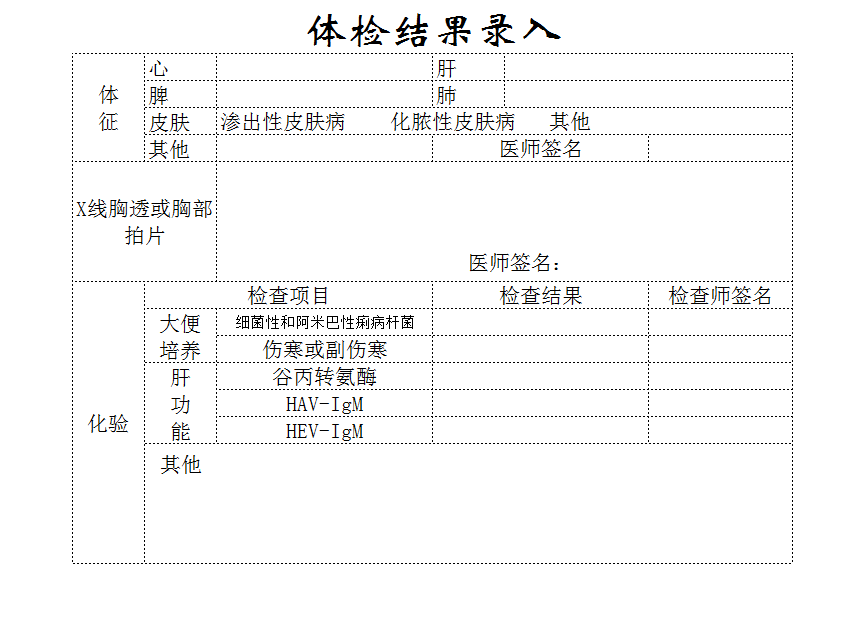 体检结果录入
体征
心 肝
脾 肺
皮肤 渗出性皮肤病 化脓性皮肤病 其他
其他 医师签名
X线胸透或胸部
拍片
医师签名：
化验
检查项目 检查结果 检查师签名
大便
培养
细菌性和阿米巴性痢病杆菌
伤寒或副伤寒
肝
功
能
谷丙转氨酶
HAV-IgM
HEV-IgM
其他